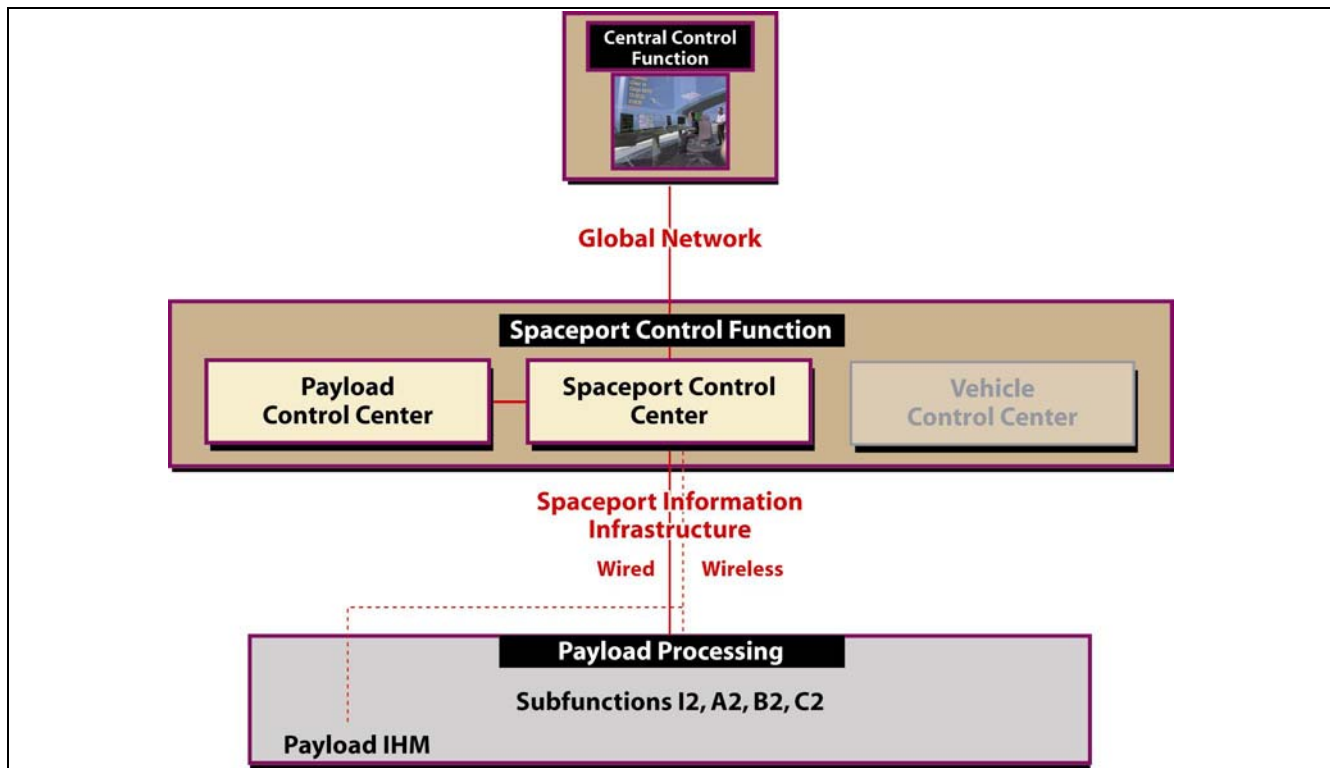 Central Control
Function
Global Network
Spaceport Control Function
Payload
Control Center
Spaceport Control
Center
Vehicle
Control Center
Spaceport Information
Infrastructure
Wired
Wireless
Payload Processing
Subfunctions I2, A2, B2, C2
Payload IHM